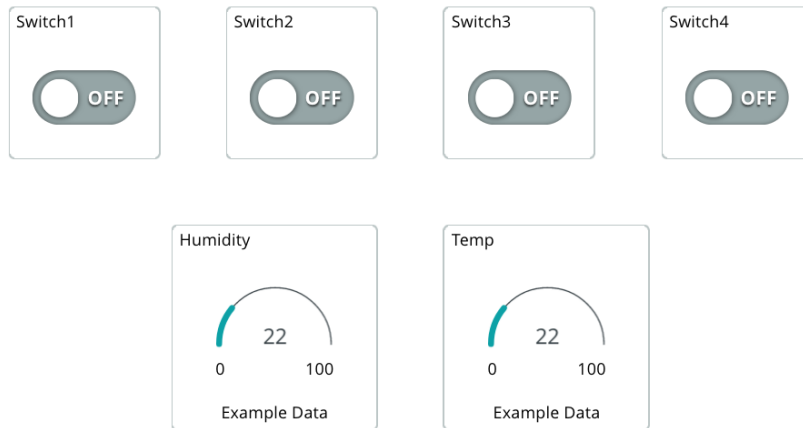 Switch1
Switch2
Switch3
Switch4
OFF
OFF
OFF
OFF
Humidity
22
0 100
Example Data
Temp
22
0 100
Example Data